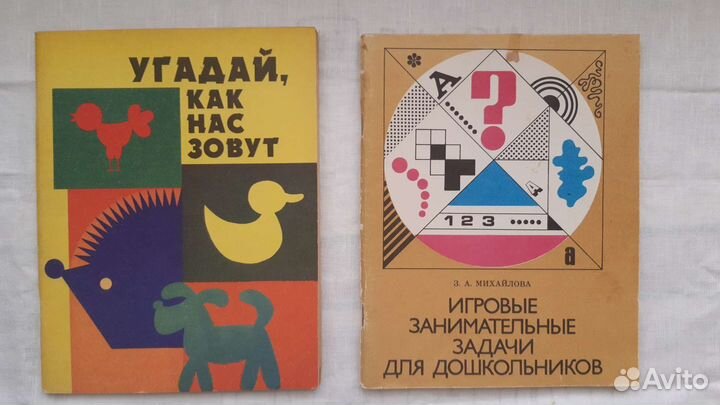 УГАДАЙ,
КАК
НАС
ЗОВУТ
А
?
а
1 2 3
а
З. А. МИХАЙЛОВА
ИГРОВЫЕ
ЗАНИМАТЕЛЬНЫЕ
ЗАДАЧИ
ДЛЯ ДОШКОЛЬНИКОВ
Avito